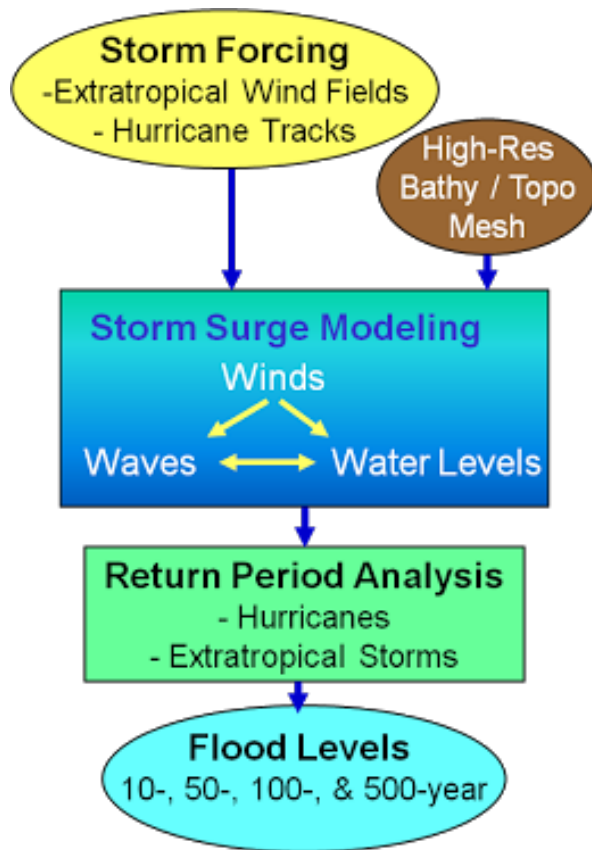 Storm Forcing
-Extratropical Wind Fields
- Hurricane Tracks
High-Res
Bathy / Topo
Mesh
Storm Surge Modeling
Winds
Waves
Water Levels
Return Period Analysis
- Hurricanes
- Extratropical Storms
Flood Levels
10-, 50-, 100-, & 500-year